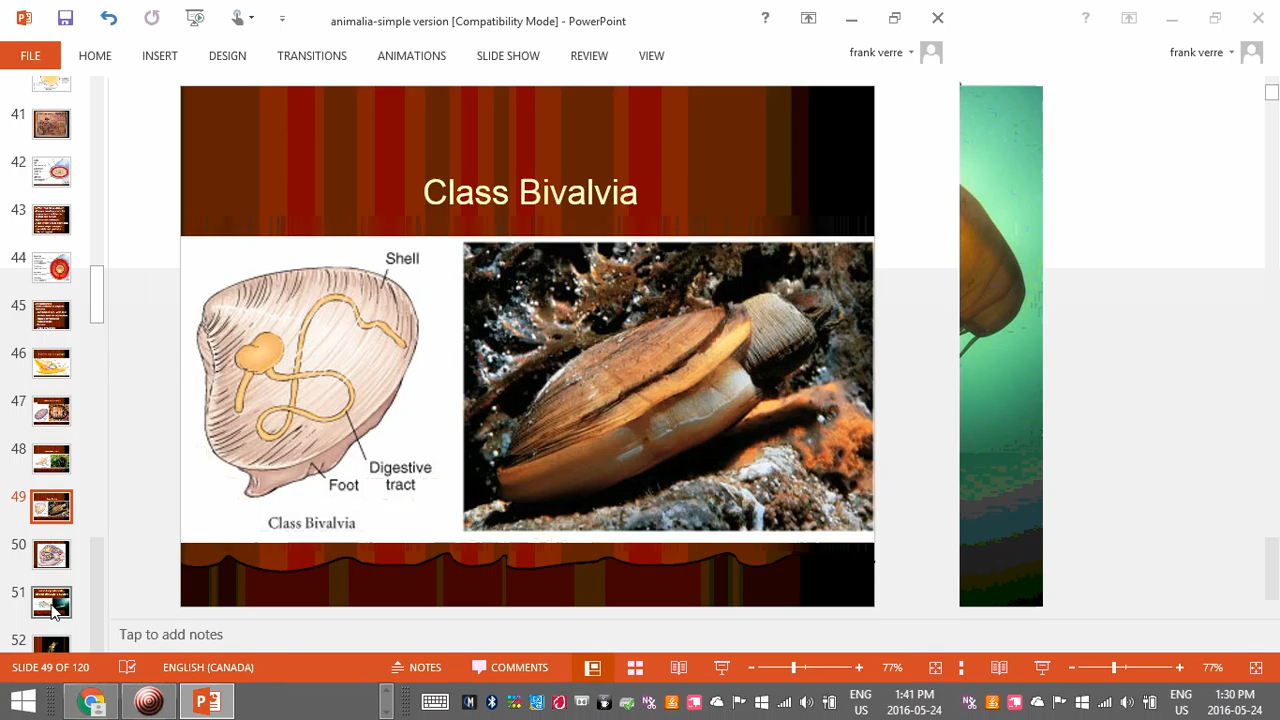 animalia-simple version [Compatibility Mode] - PowerPoint
? ?
FILE HOME INSERT DESIGN TRANSITIONS ANIMATIONS SLIDE SHOW REVIEW VIEW
frank verre frank verre
41
42
43
44
45
46
47
48
49
50
51
52
Class Bivalvia
Shell
Digestive
tract
Foot
Class Bivalvia
Tap to add notes
SLIDE 49 OF 120 ENGLISH (CANADA) NOTES COMMENTS 77% 77%
ENG 1:41 PM ENG 1:30 PM
US 2016-05-24 US 2016-05-24